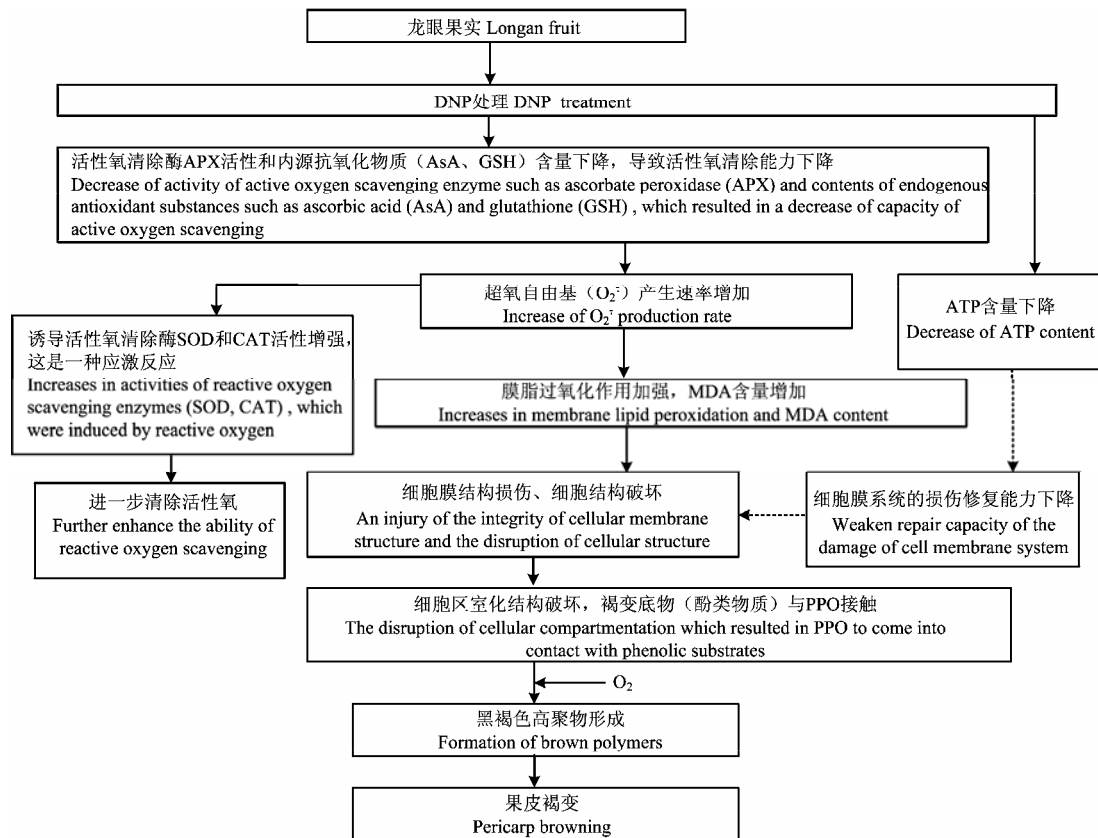 龙眼果实 Longan fruit
DNP处理 DNP treatment
活性氧清除酶APX活性和内源抗氧化物质（AsA、GSH）含量下降，导致活性氧清除能力下降
Decrease of activity of active oxygen scavenging enzyme such as ascorbate peroxidase (APX) and contents of endogenous
antioxidant substances such as ascorbic acid (AsA) and glutathione (GSH) , which resulted in a decrease of capacity of
active oxygen scavenging
超氧自由基（O₂⁻）产生速率增加
Increase of O₂⁻ production rate
ATP含量下降
Decrease of ATP content
诱导活性氧清除酶SOD和CAT活性增强，
这是一种应激反应
Increases in activities of reactive oxygen
scavenging enzymes (SOD, CAT) , which
were induced by reactive oxygen
膜脂过氧化作用加强，MDA含量增加
Increases in membrane lipid peroxidation and MDA content
进一步清除活性氧
Further enhance the ability of
reactive oxygen scavenging
细胞膜结构损伤、细胞结构破坏
An injury of the integrity of cellular membrane
structure and the disruption of cellular structure
细胞膜系统的损伤修复能力下降
Weaken repair capacity of the
damage of cell membrane system
细胞区室化结构破坏，褐变底物（酚类物质）与PPO接触
The disruption of cellular compartmentation which resulted in PPO to come into
contact with phenolic substrates
O₂
黑褐色高聚物形成
Formation of brown polymers
果皮褐变
Pericarp browning